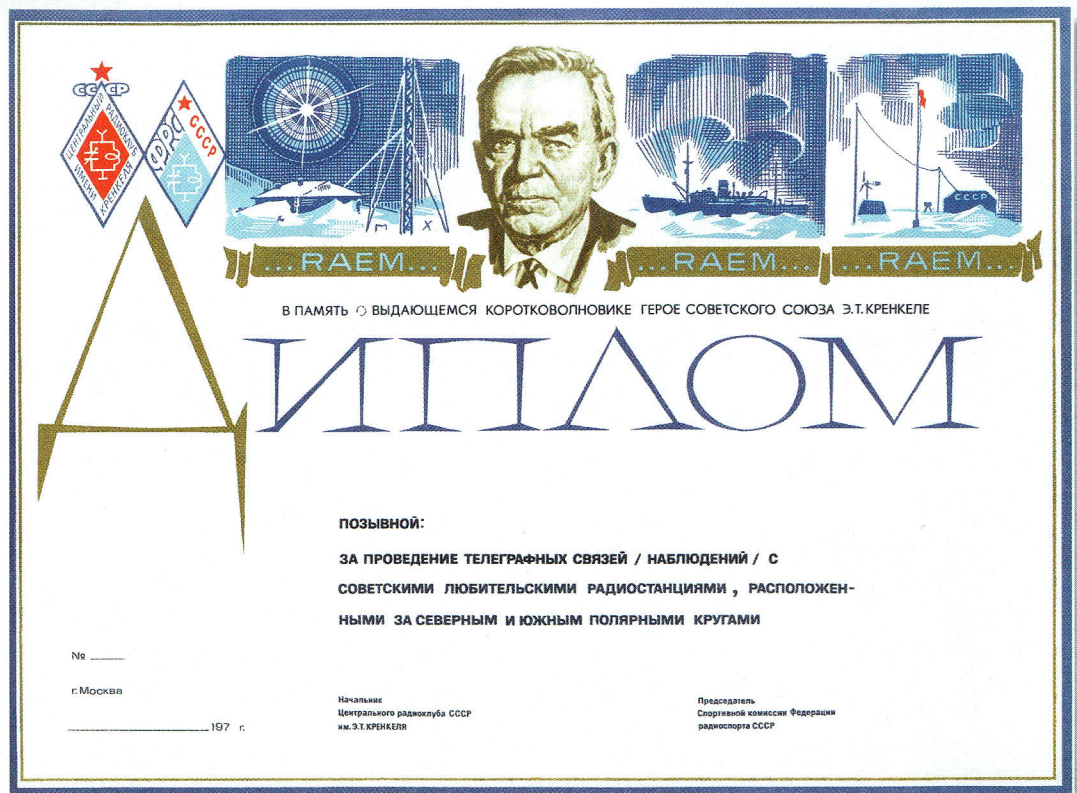 СССР
ЦЕНТРАЛЬНЫЙ РАДИОКЛУБ
ИМЕНИ КРЕНКЕЛЯ
СССР
М Х
СССР
...RAEM...
...RAEM...
...RAEM...
В ПАМЯТЬ О ВЫДАЮЩЕМСЯ КОРОТКОВОЛНОВИКЕ ГЕРОЕ СОВЕТСКОГО СОЮЗА Э.Т.КРЕНКЕЛЕ
ДИПЛОМ
ПОЗЫВНОЙ:
ЗА ПРОВЕДЕНИЕ ТЕЛЕГРАФНЫХ СВЯЗЕЙ / НАБЛЮДЕНИЙ / С
СОВЕТСКИМИ ЛЮБИТЕЛЬСКИМИ РАДИОСТАНЦИЯМИ , РАСПОЛОЖЕН-
НЫМИ ЗА СЕВЕРНЫМ И ЮЖНЫМ ПОЛЯРНЫМИ КРУГАМИ
№
г. Москва
197 г.
Начальник
Центрального радиоклуба СССР
им. Э.Т. КРЕНКЕЛЯ
Председатель
Спортивной комиссии Федерации
радиоспорта СССР